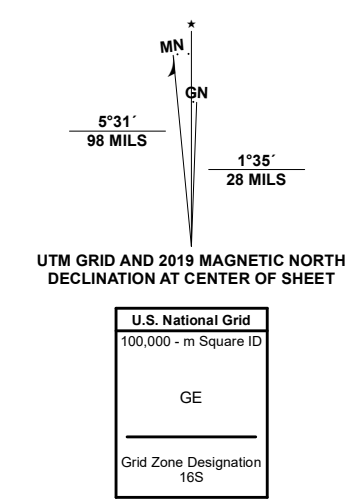 MN
GN
5°31´
98 MILS
1°35´
28 MILS
UTM GRID AND 2019 MAGNETIC NORTH
DECLINATION AT CENTER OF SHEET
U.S. National Grid
100,000 - m Square ID
GE
Grid Zone Designation
16S